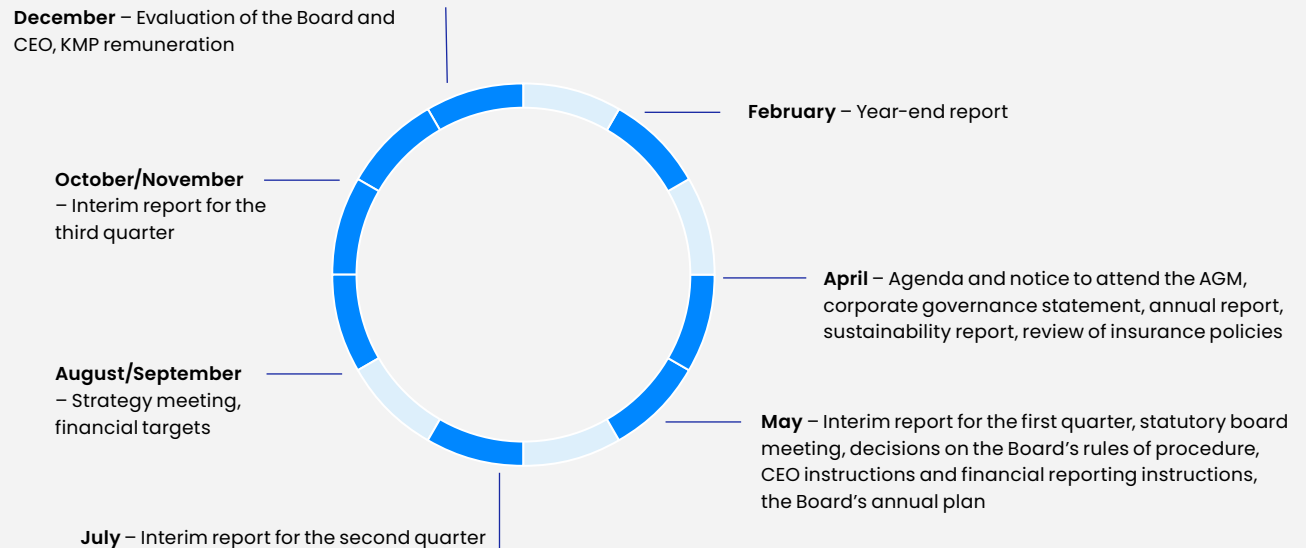 December – Evaluation of the Board and
CEO, KMP remuneration
February – Year-end report
October/November
– Interim report for the
third quarter
April – Agenda and notice to attend the AGM,
corporate governance statement, annual report,
sustainability report, review of insurance policies
August/September
– Strategy meeting,
financial targets
May – Interim report for the first quarter, statutory board
meeting, decisions on the Board’s rules of procedure,
CEO instructions and financial reporting instructions,
the Board’s annual plan
July – Interim report for the second quarter